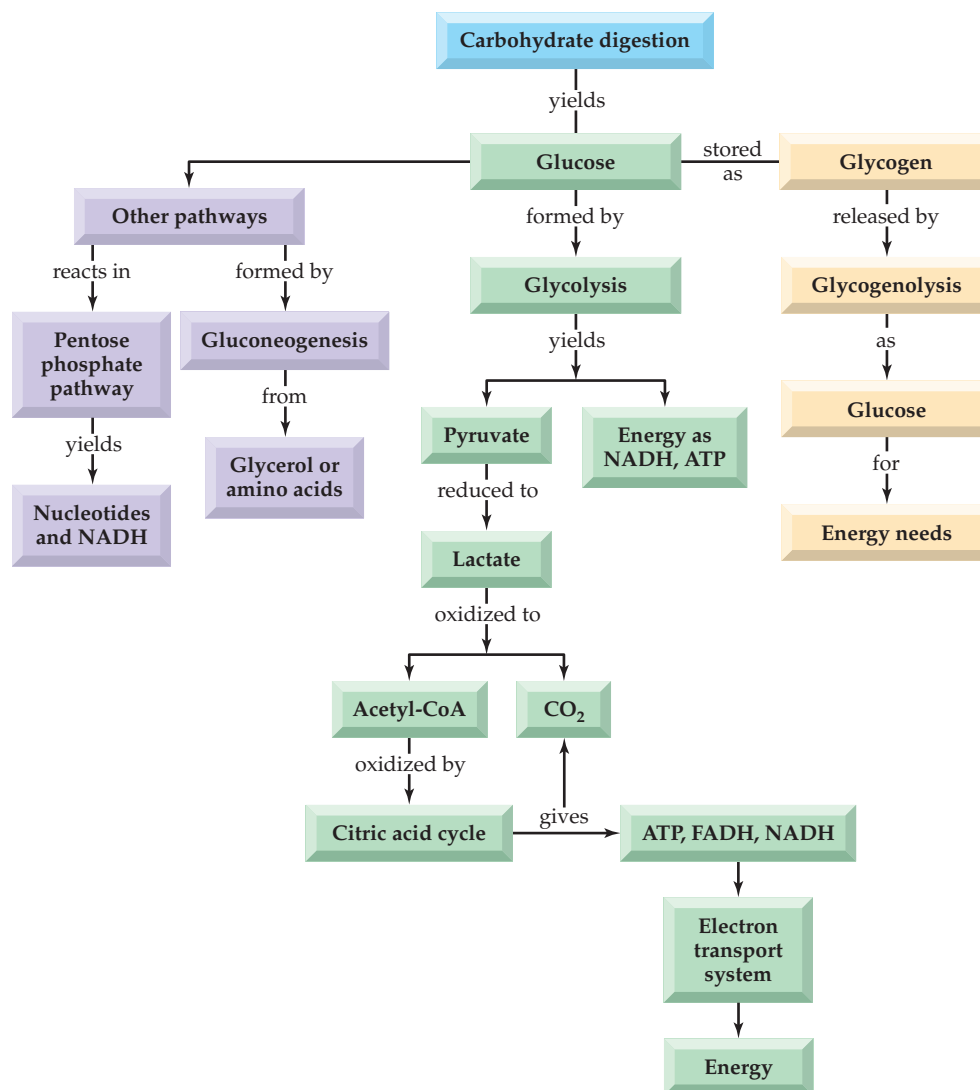 Carbohydrate digestion
yields
Glucose
stored
as
Glycogen
Other pathways
formed by
released by
reacts in
formed by
Glycolysis
Glycogenolysis
Pentose
phosphate
pathway
Gluconeogenesis
yields
as
from
Glucose
Pyruvate
Energy as
NADH, ATP
yields
Glycerol or
amino acids
reduced to
for
Nucleotides
and NADH
Energy needs
Lactate
oxidized to
Acetyl-CoA
CO₂
oxidized by
Citric acid cycle
gives
ATP, FADH, NADH
Electron
transport
system
Energy